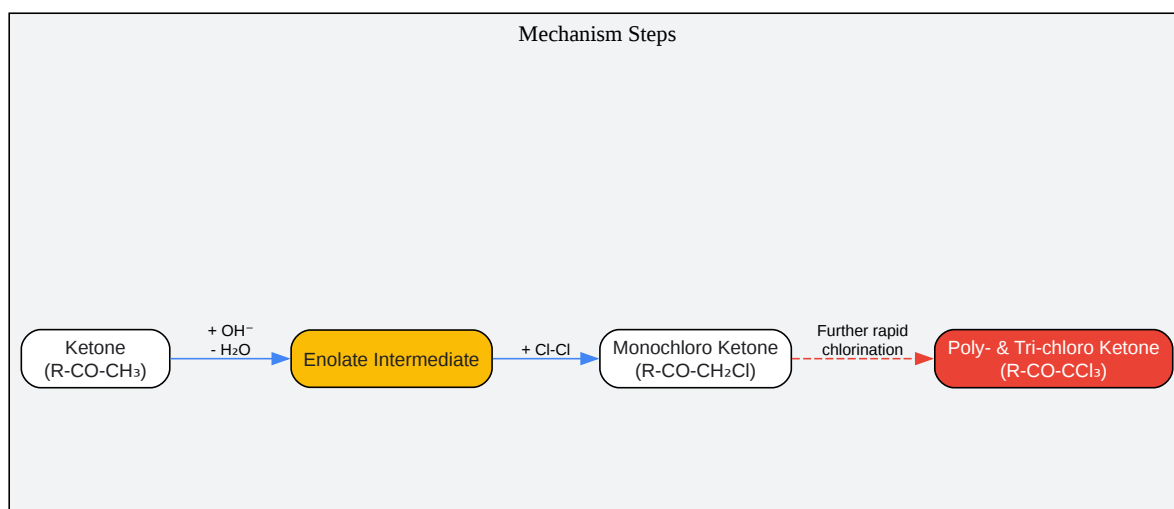 Mechanism Steps
Ketone
(R-CO-CH₃)
+ OH⁻
- H₂O
Enolate Intermediate
+ Cl-Cl
Monochloro Ketone
(R-CO-CH₂Cl)
Further rapid
chlorination
Poly- & Tri-chloro Ketone
(R-CO-CCl₃)